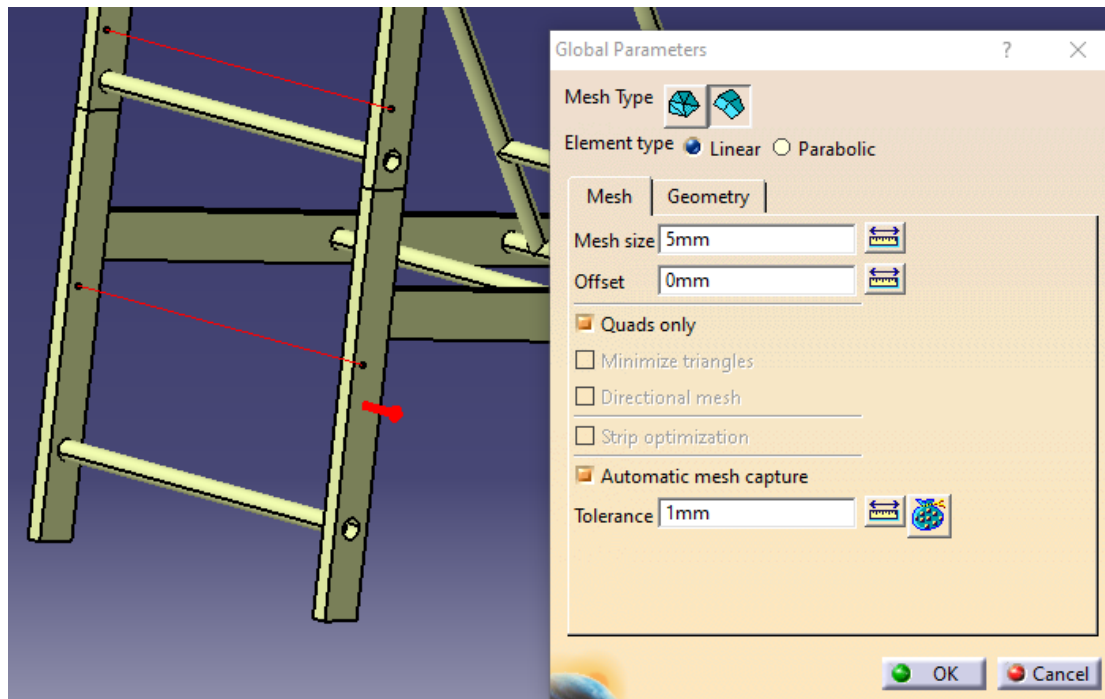 Global Parameters ? ×
Mesh Type
Element type Linear Parabolic
Mesh Geometry
Mesh size 5mm
Offset 0mm
Quads only
Minimize triangles
Directional mesh
Strip optimization
Automatic mesh capture
Tolerance 1mm
OK Cancel